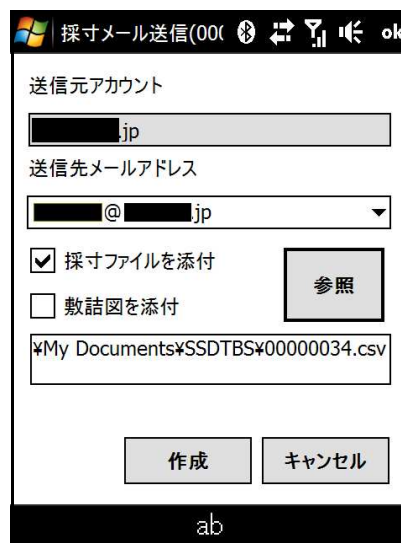 採寸メール送信(00( ok
送信元アカウント
.jp
送信先メールアドレス
@ .jp
採寸ファイルを添付
参照
敷詰図を添付
¥My Documents¥SSDTBS¥00000034.csv
作成 キャンセル
ab